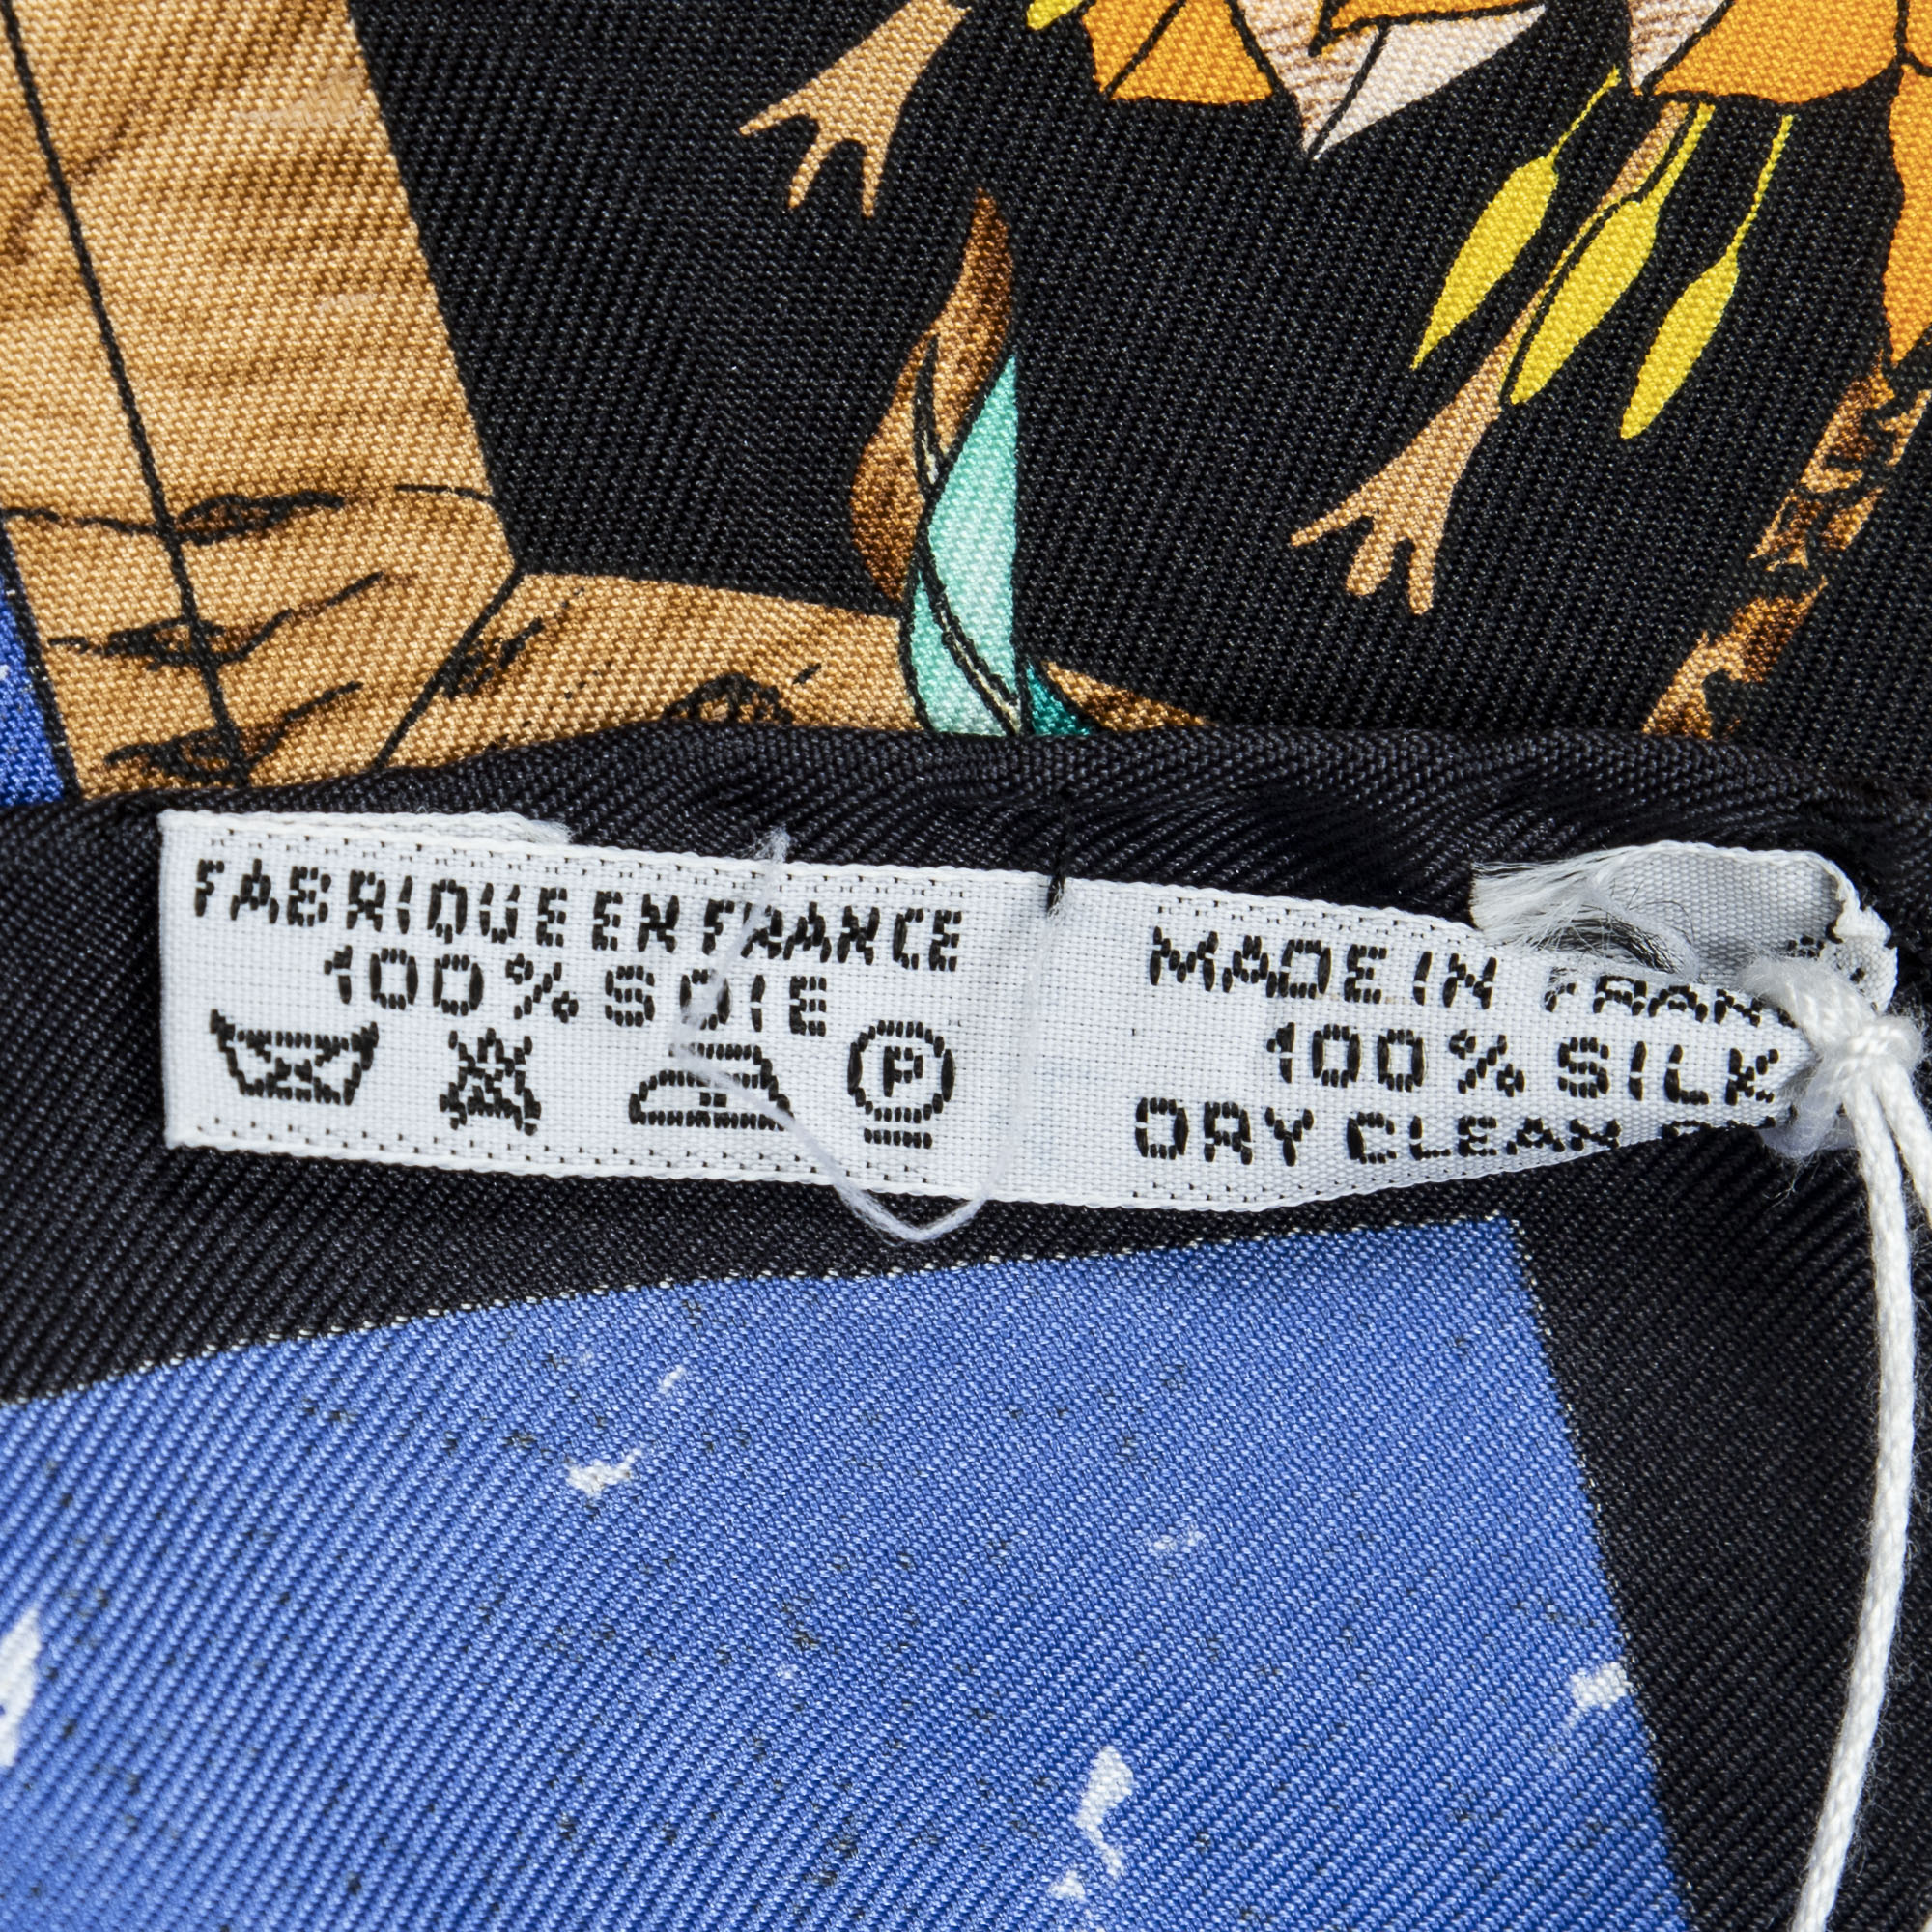 FABRIQUE EN FRANCE
100% SOIE
P
MADE IN
100% SILK
DRY CLEAN